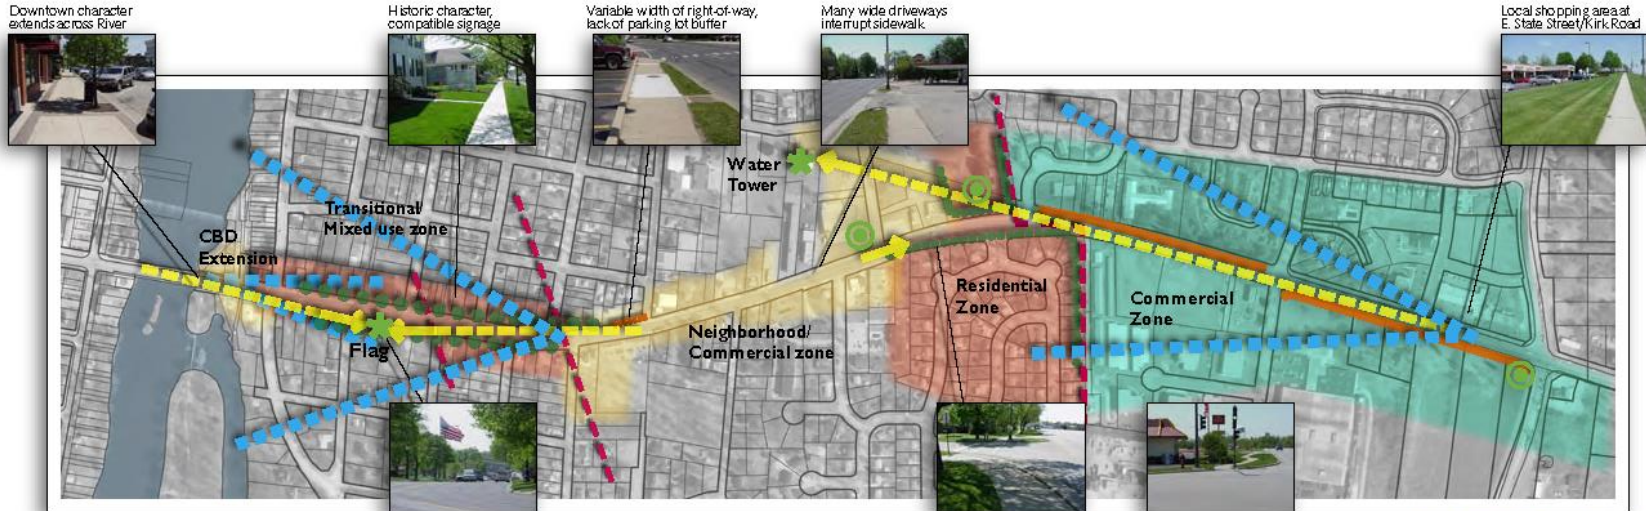 Downtown character
extends across River
Historic character,
compatible signage
Variable width of right-of-way,
lack of parking lot buffer
Many wide driveways
interrupt sidewalk
Local shopping area at
E. State Street/Kirk Road
Water
Tower
Transitional/
Mixed use zone
CBD
Extension
Residential
Zone
Commercial
Zone
Flag
Neighborhood/
Commercial zone